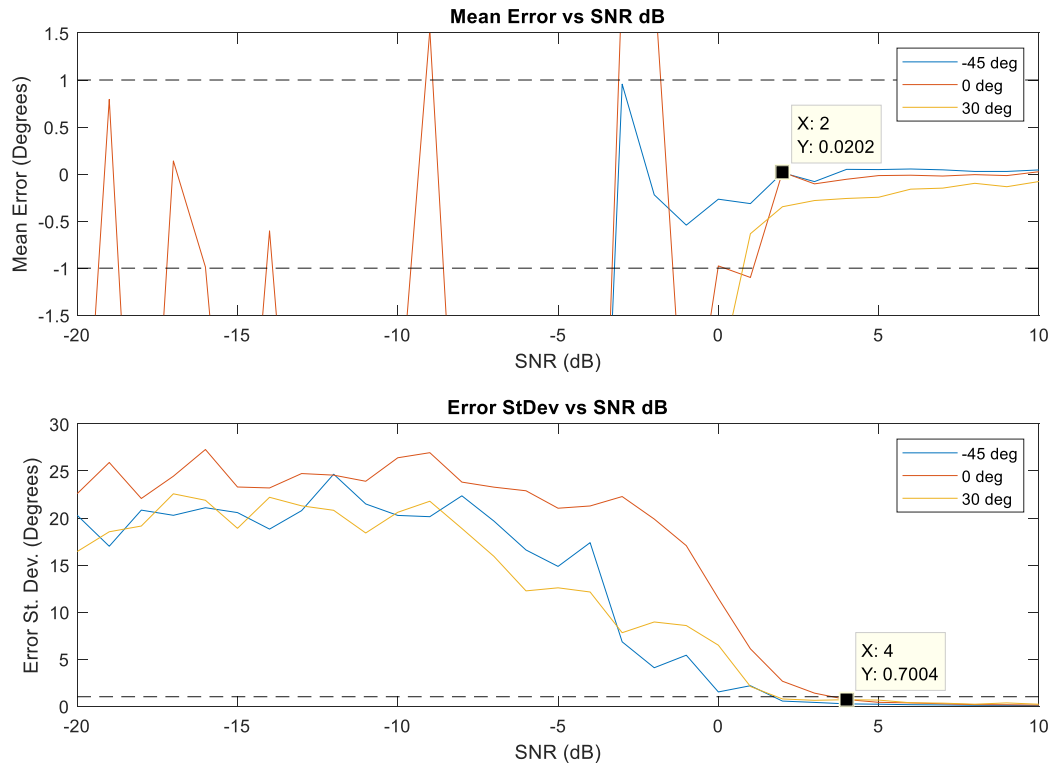 Mean Error vs SNR dB
1.5
1
0.5
0
-0.5
-1
-1.5
Mean Error (Degrees)
-45 deg
0 deg
30 deg
X: 2
Y: 0.0202
-20
-15
-10
-5
0
5
10
SNR (dB)
Error StDev vs SNR dB
30
25
20
15
10
5
0
Error St. Dev. (Degrees)
-45 deg
0 deg
30 deg
X: 4
Y: 0.7004
-20
-15
-10
-5
0
5
10
SNR (dB)